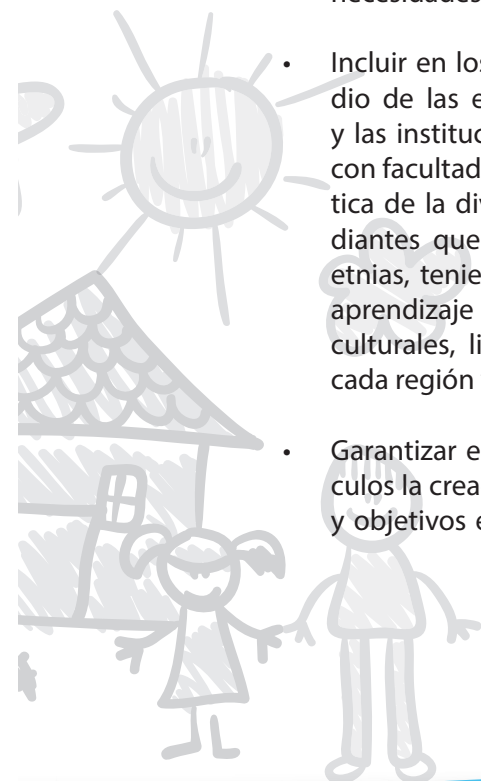 necesidades
• Incluir en los
dio de las e
y las instituc
con facultad
tica de la div
diantes que
etnias, tenie
aprendizaje
culturales, li
cada región
• Garantizar e
culos la crea
y objetivos e